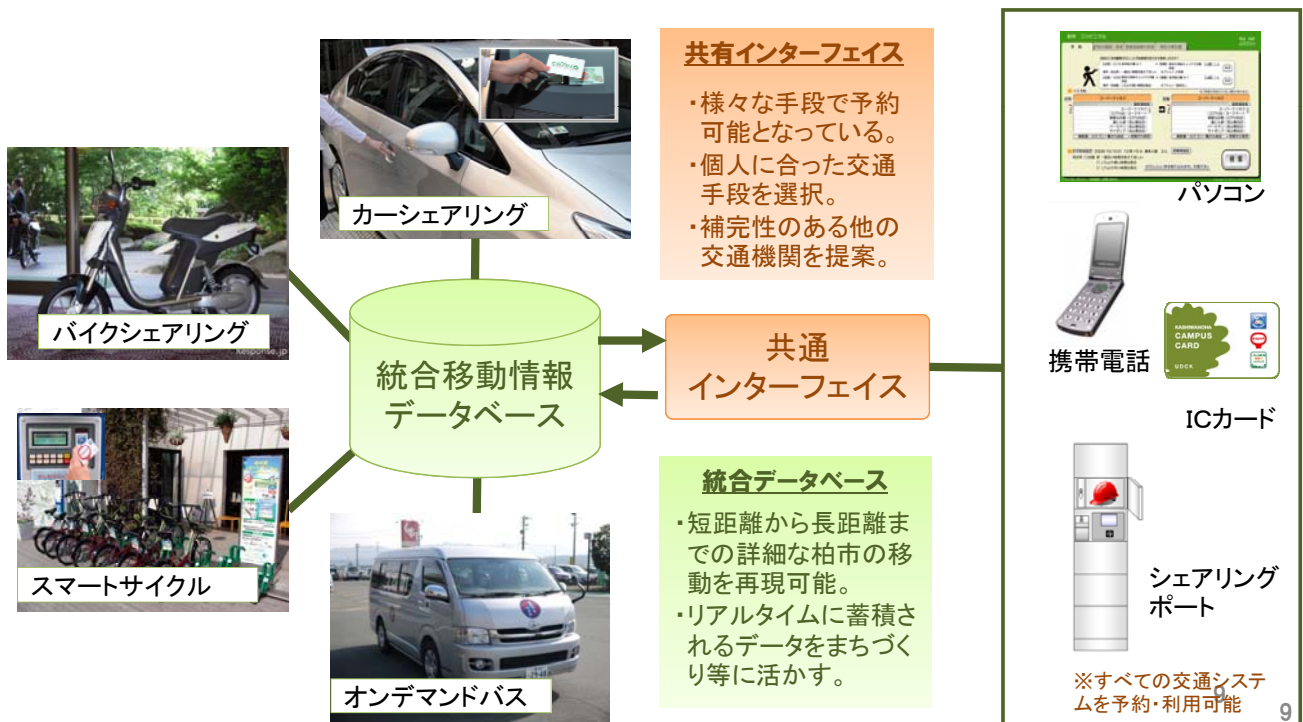 カーシェアリング
バイクシェアリング
Response.jp
スマートサイクル
オンデマンドバス
統合移動情報
データベース
共有インターフェイス
・様々な手段で予約
可能となっている。
・個人に合った交通
手段を選択。
・補完性のある他の
交通機関を提案。
共通
インターフェイス
統合データベース
・短距離から長距離ま
での詳細な柏市の移
動を再現可能。
・リアルタイムに蓄積さ
れるデータをまちづく
り等に活かす。
パソコン
携帯電話
KASHIWANOHA
CAMPUS
CARD
UDCK
ICカード
シェアリング
ポート
※すべての交通システ
ムを予約・利用可能
9
9